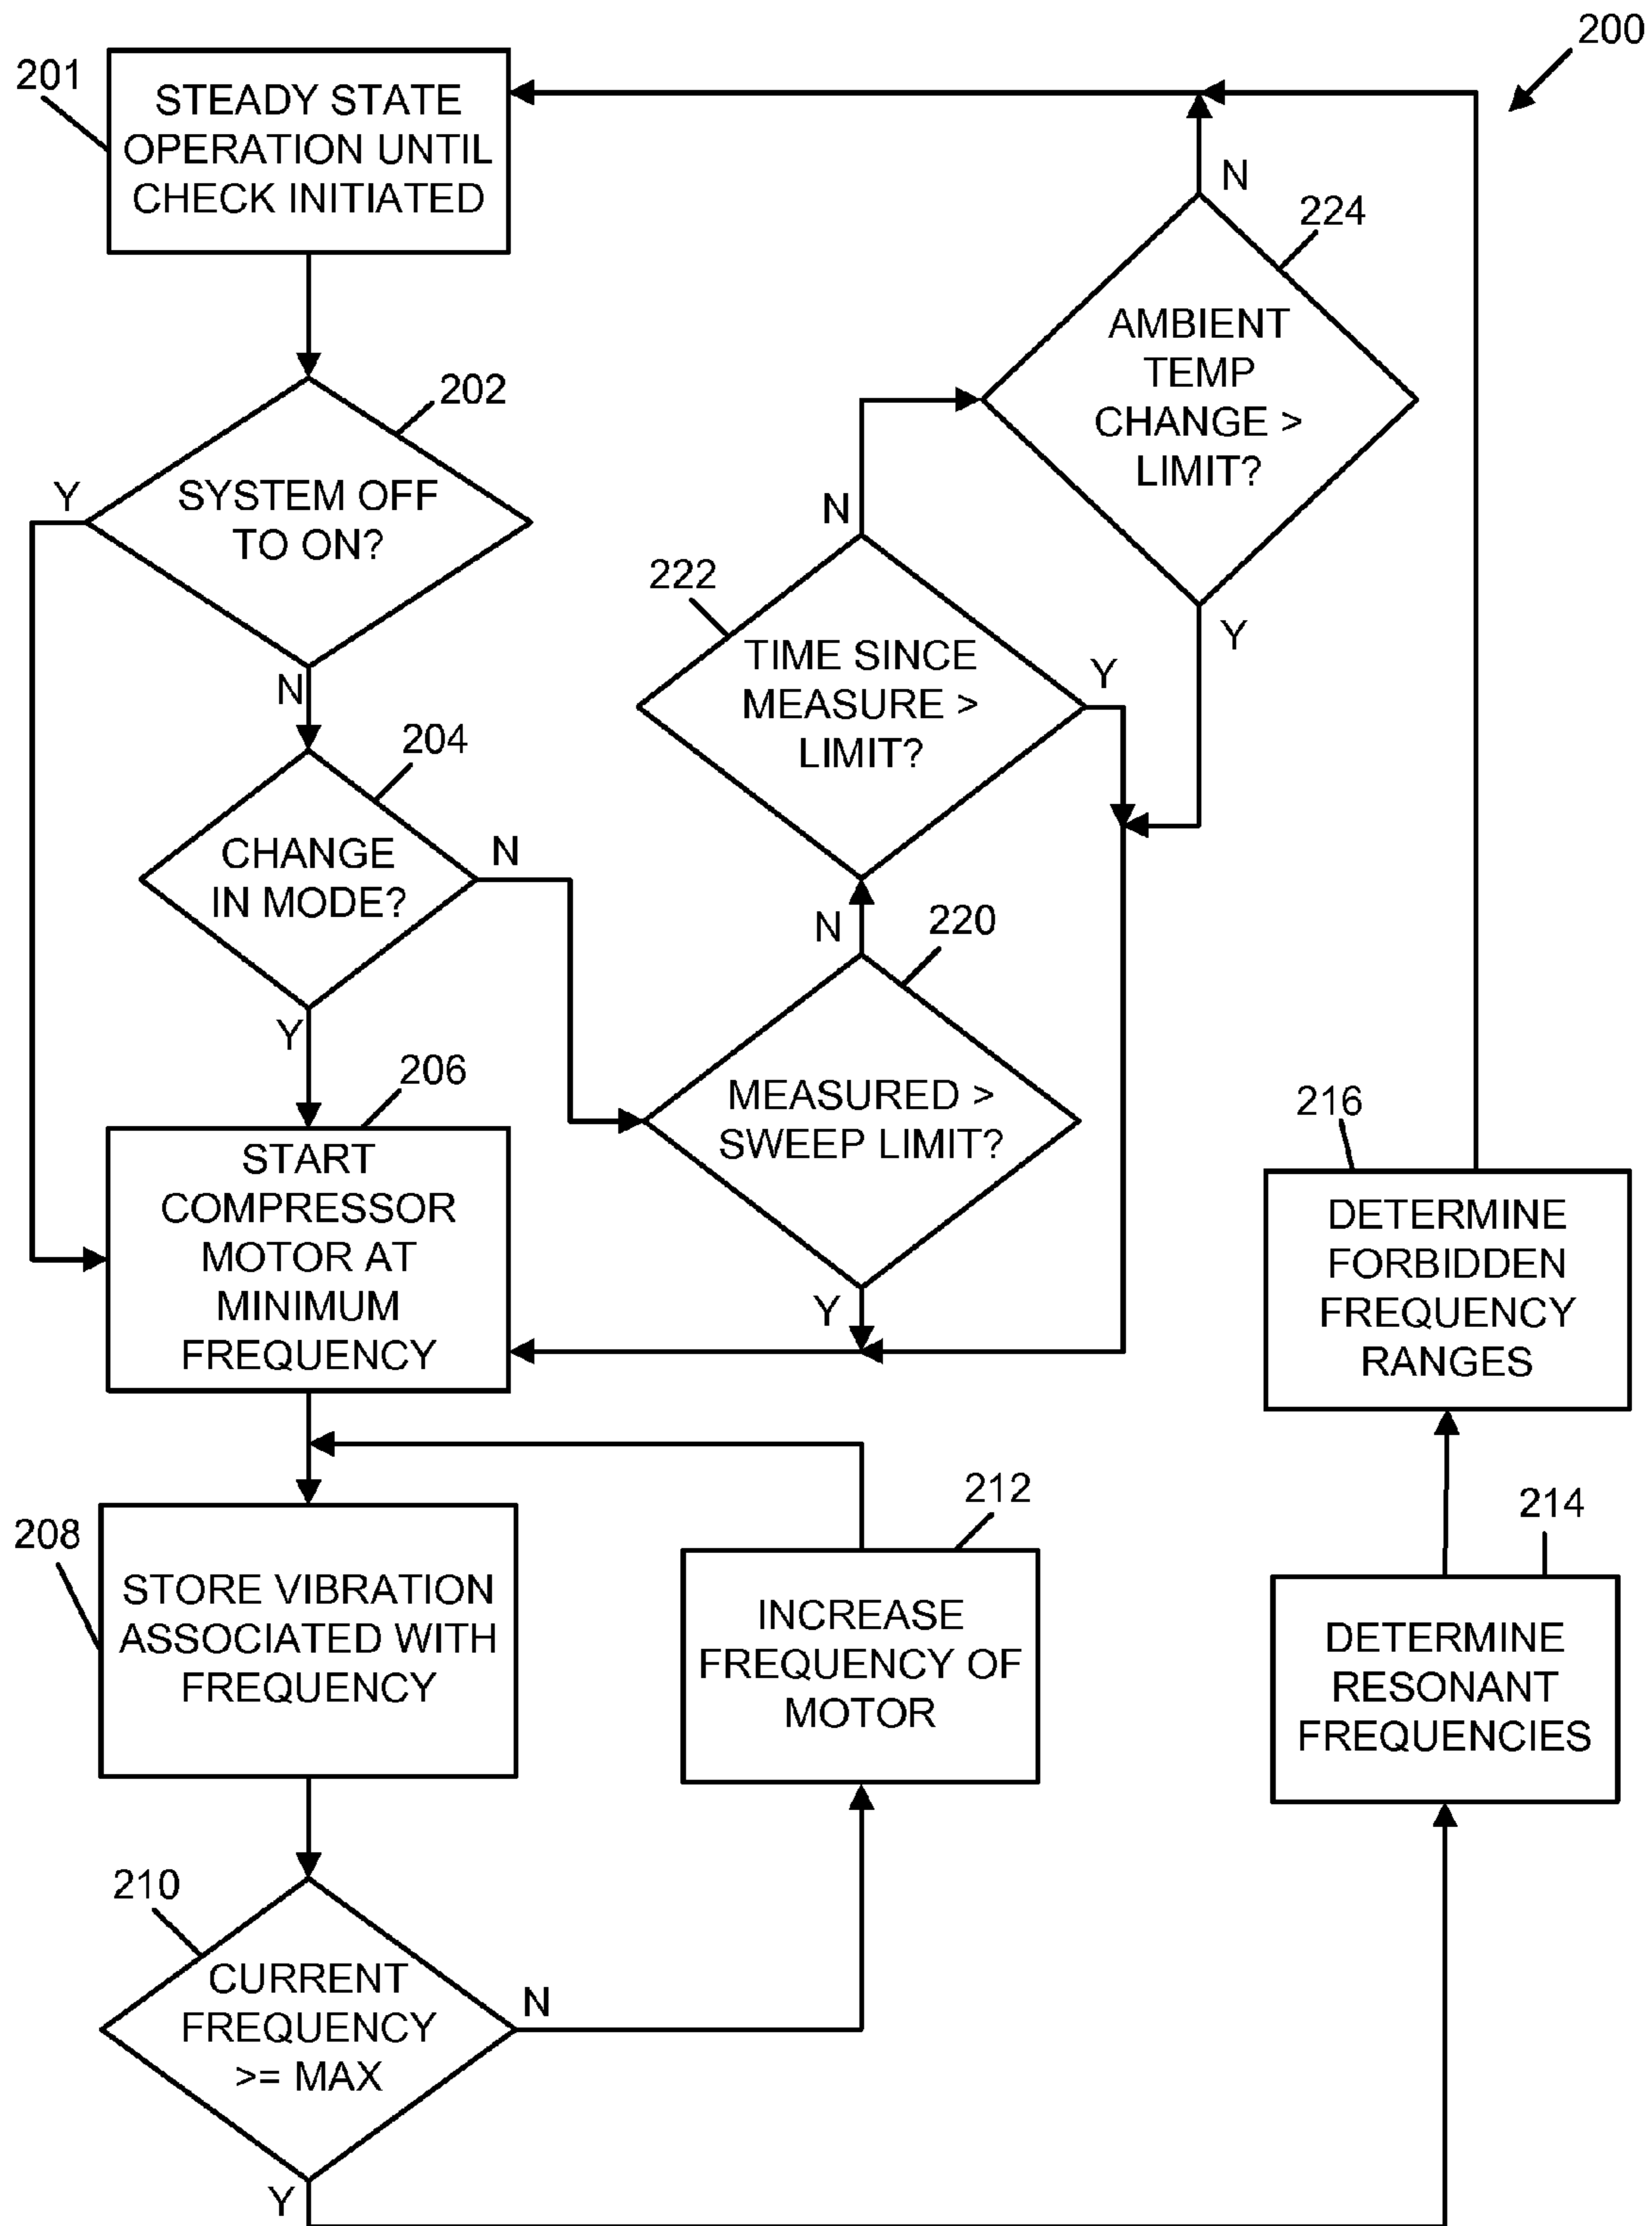 200
201
STEADY STATE
OPERATION UNTIL
CHECK INITIATED
202
SYSTEM OFF
TO ON?
Y
N
204
CHANGE
IN MODE?
N
Y
206
START
COMPRESSOR
MOTOR AT
MINIMUM
FREQUENCY
208
STORE VIBRATION
ASSOCIATED WITH
FREQUENCY
210
CURRENT
FREQUENCY
>= MAX
N
Y
212
INCREASE
FREQUENCY OF
MOTOR
214
DETERMINE
RESONANT
FREQUENCIES
216
DETERMINE
FORBIDDEN
FREQUENCY
RANGES
220
MEASURED >
SWEEP LIMIT?
N
Y
222
TIME SINCE
MEASURE >
LIMIT?
N
Y
224
AMBIENT
TEMP
CHANGE >
LIMIT?
N
Y